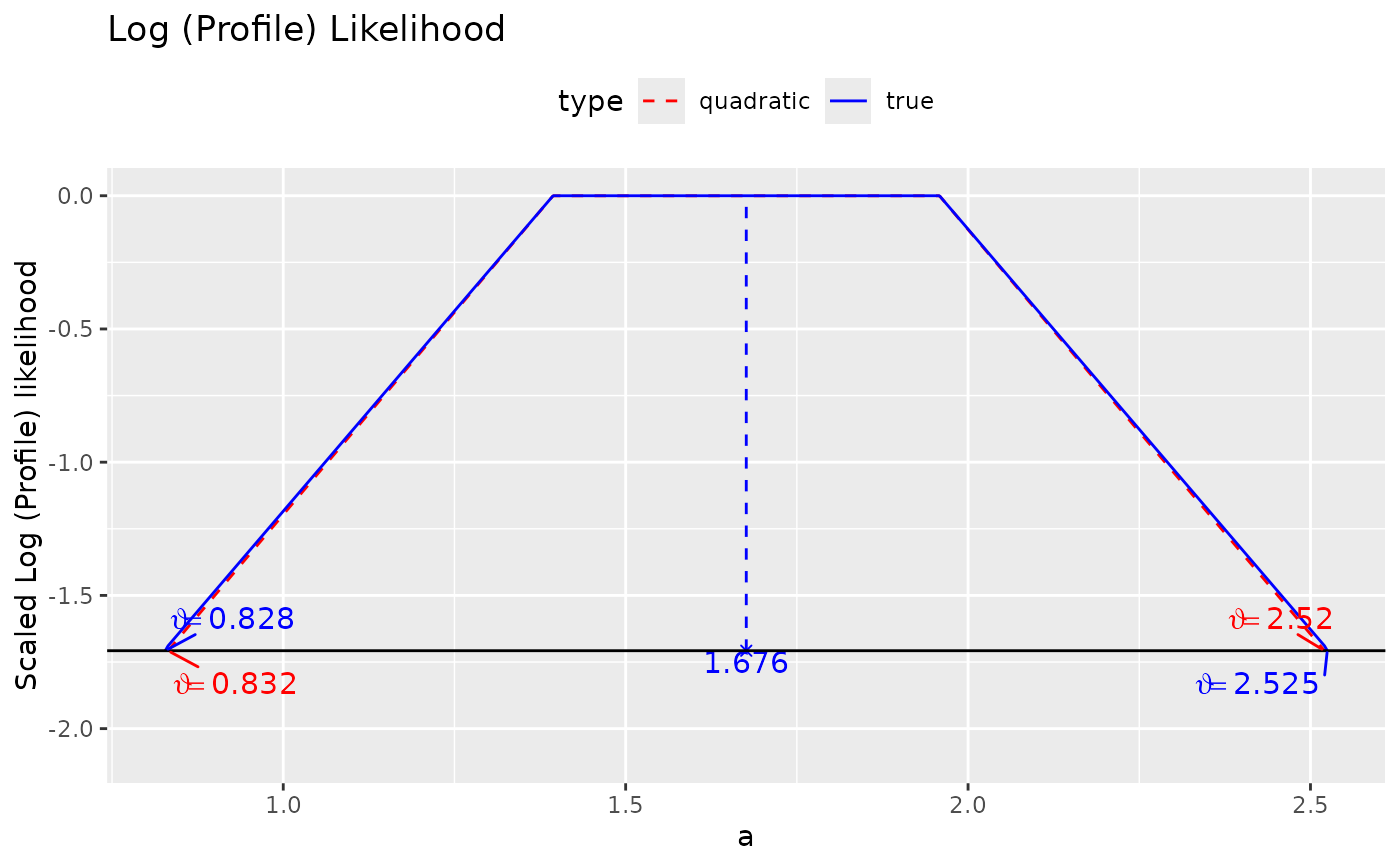 Log (Profile) Likelihood
type quadratic true
Scaled Log (Profile) likelihood
0.0
-0.5
-1.0
-1.5
-2.0
ϑ= 0.828
ϑ= 2.52
1.676
ϑ= 0.832
ϑ= 2.525
1.0 1.5 2.0 2.5
a